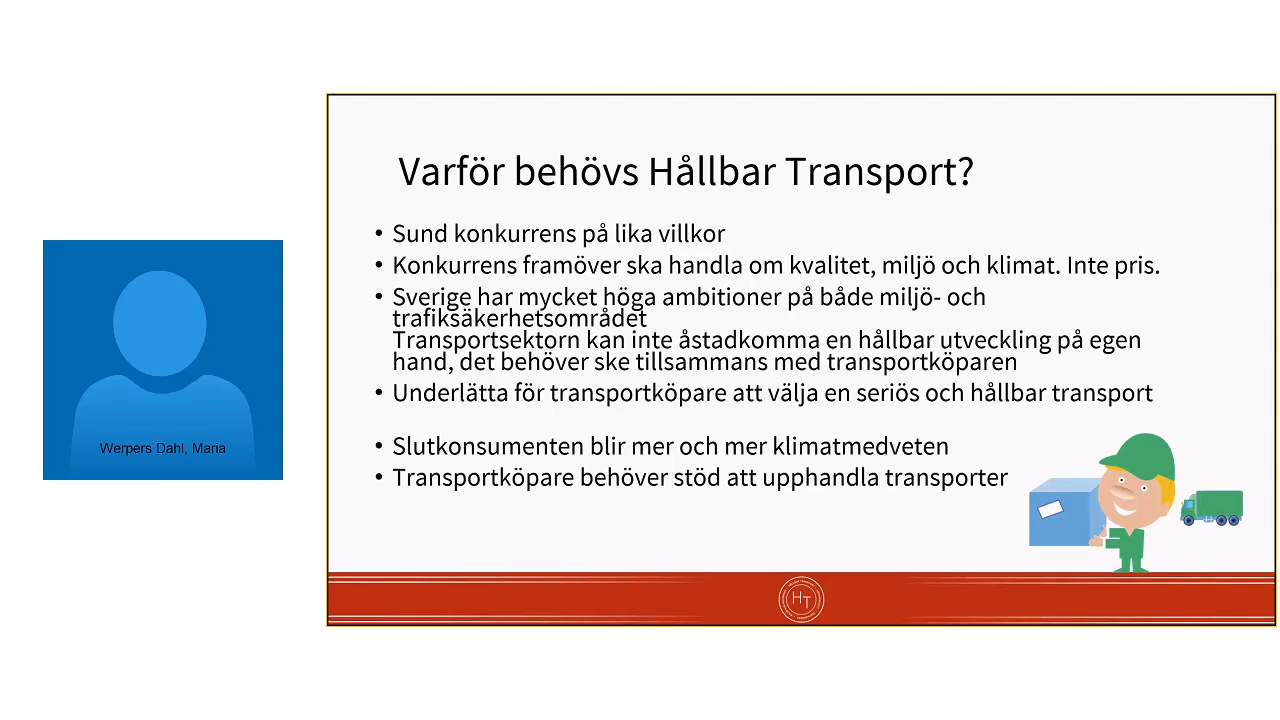 Varför behövs Hållbar Transport?
• Sund konkurrens på lika villkor
• Konkurrens framöver ska handla om kvalitet, miljö och klimat. Inte pris.
• Sverige har mycket höga ambitioner på både miljö- och
trafiksäkerhetsområdet
Transportsektorn kan inte åstadkomma en hållbar utveckling på egen
hand, det behöver ske tillsammans med transportköparen
• Underlätta för transportköpare att välja en seriös och hållbar transport
• Slutkonsumenten blir mer och mer klimatmedveten
• Transportköpare behöver stöd att upphandla transporter
Werpers Dahl, Maria
HT